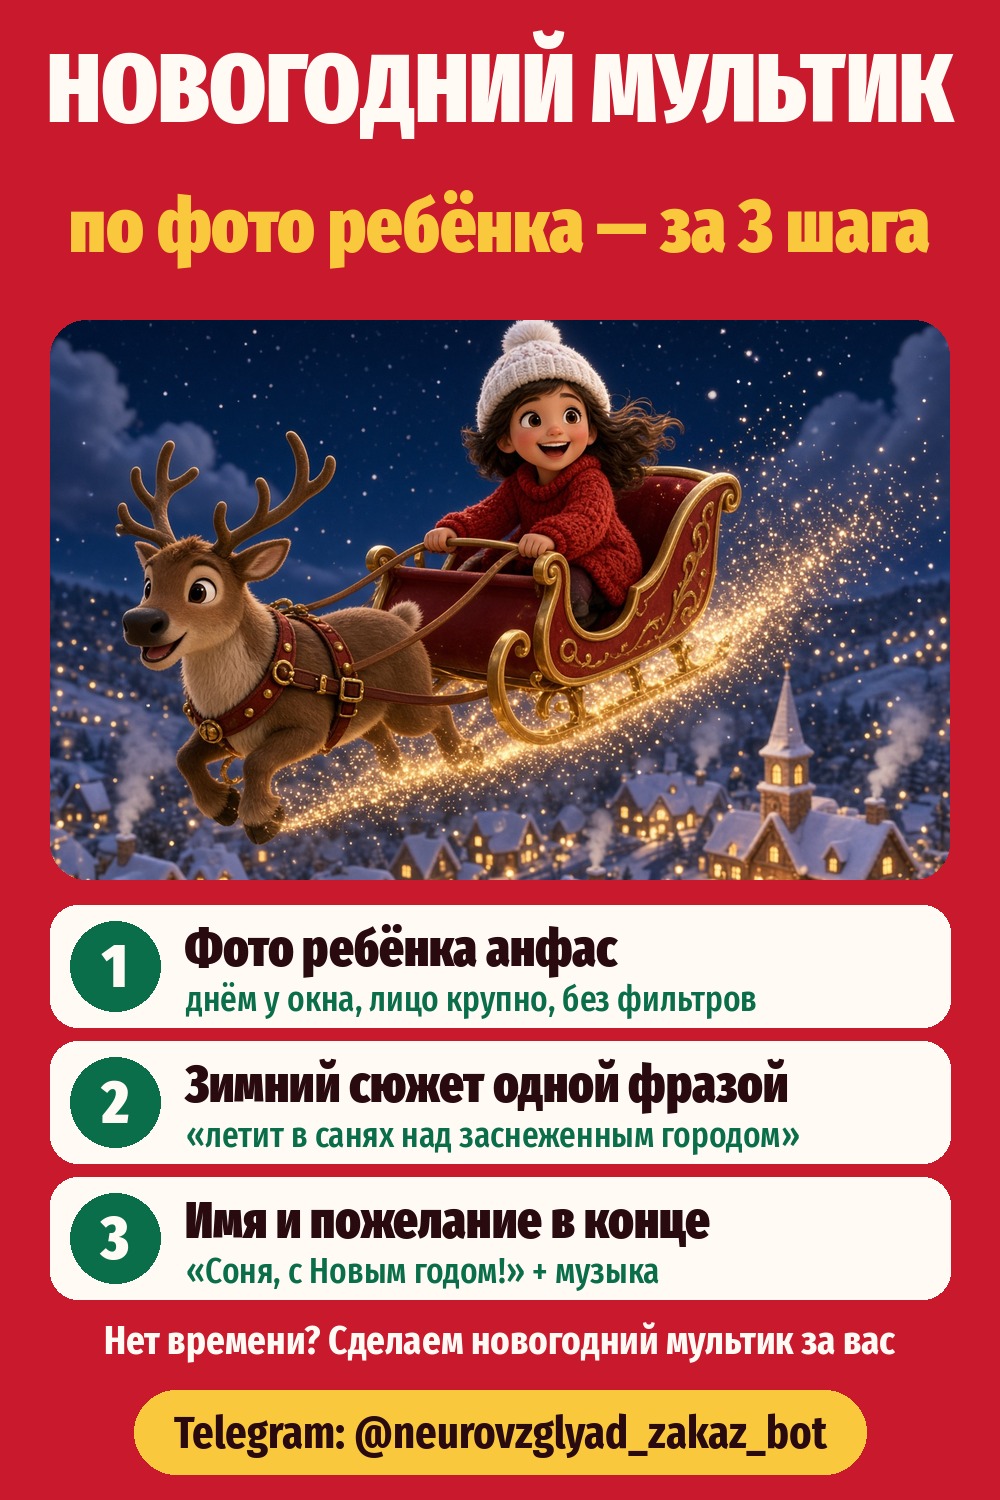 НОВОГОДНИЙ МУЛЬТИК
по фото ребёнка — за 3 шага
1
Фото ребёнка анфас
днём у окна, лицо крупно, без фильтров
2
Зимний сюжет одной фразой
«летит в санях над заснеженным городом»
3
Имя и пожелание в конце
«Соня, с Новым годом!» + музыка
Нет времени? Сделаем новогодний мультик за вас
Telegram: @neurovzglyad_zakaz_bot